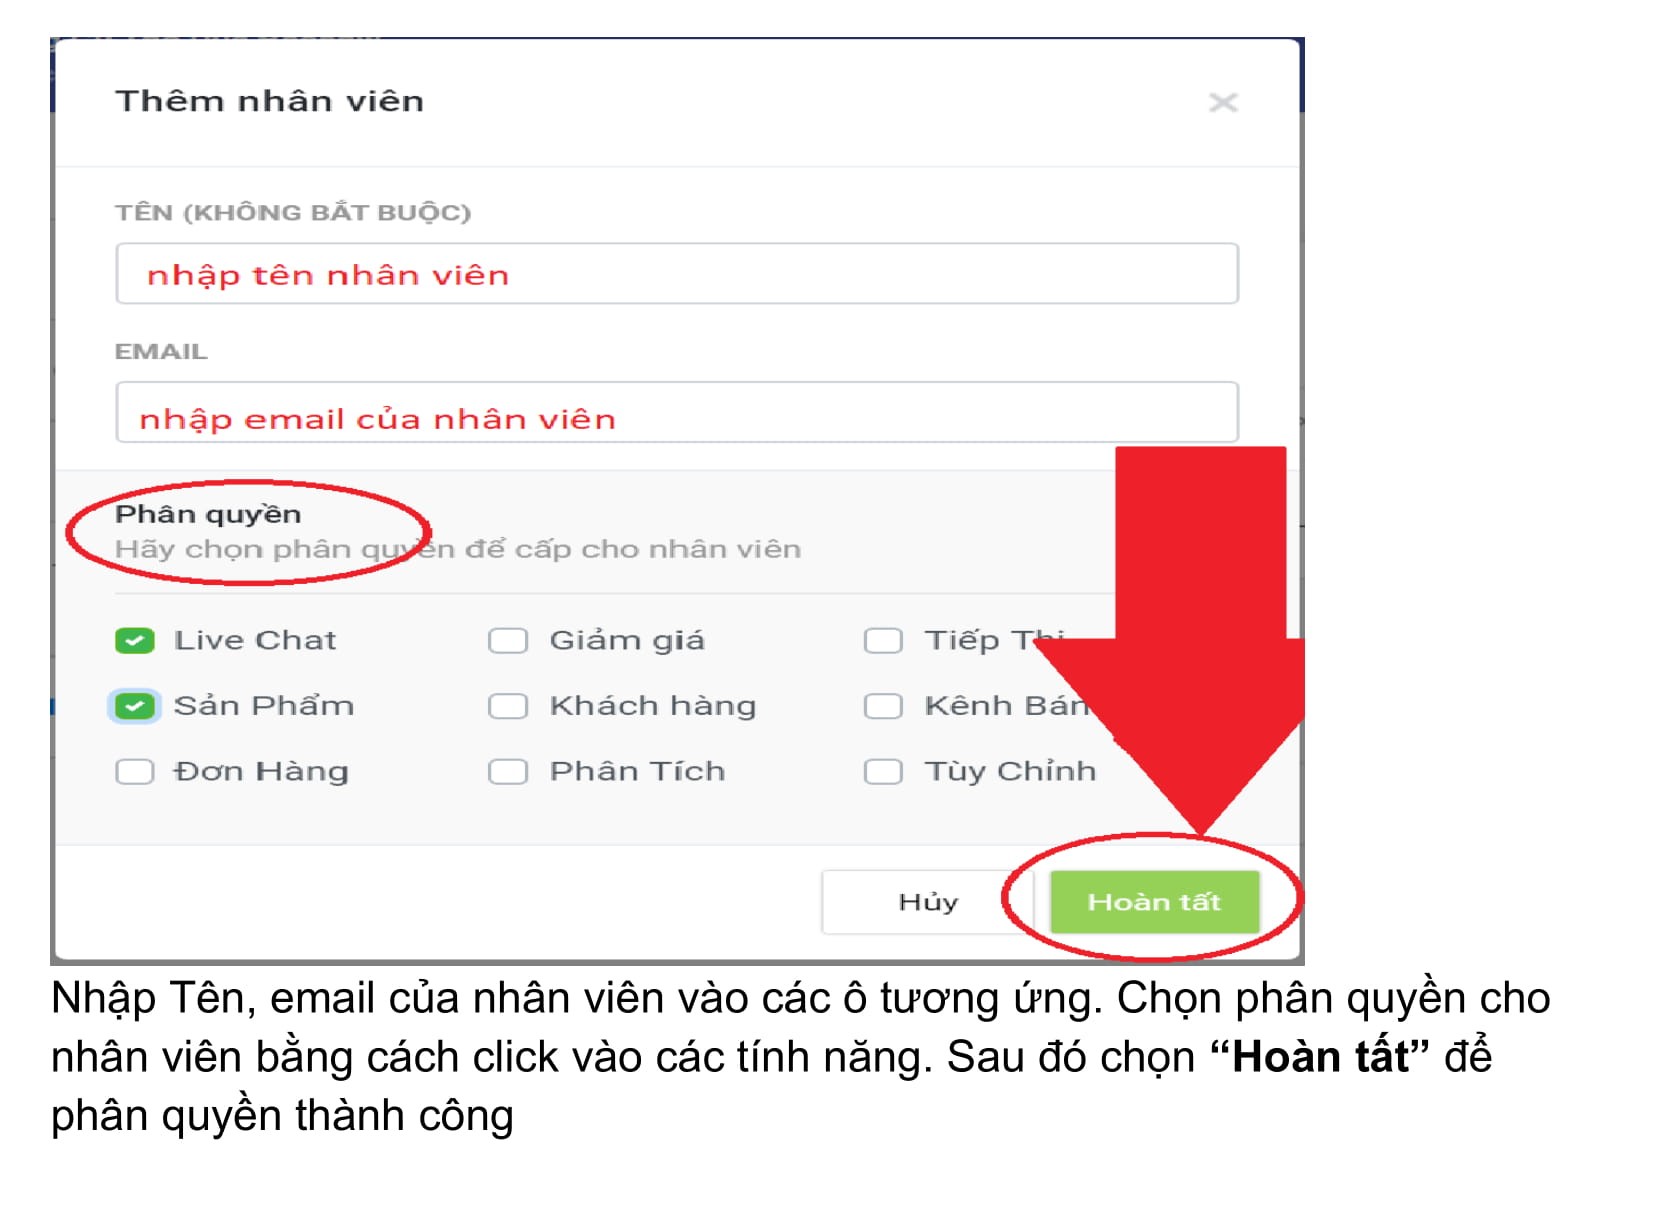 Thêm nhân viên
TÊN (KHÔNG BẮT BUỘC)
nhập tên nhân viên
EMAIL
nhập email của nhân viên
Phân quyền
Hãy chọn phân quyền để cấp cho nhân viên
Live Chat Giảm giá Tiếp
Sản Phẩm Khách hàng Kênh Bán
Đơn Hàng Phân Tích Tùy Chỉnh
Hủy Hoàn tất
Nhập Tên, email của nhân viên vào các ô tương ứng. Chọn phân quyền cho
nhân viên bằng cách click vào các tính năng. Sau đó chọn “Hoàn tất” để
phân quyền thành công